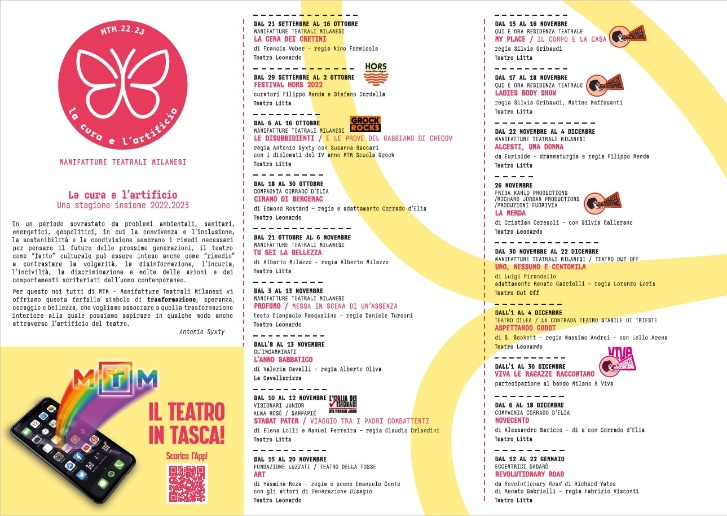 MTM.22.23
la cura e l'artificio
MANIFATTURE TEATRALI MILANESI
La cura e l'artificio
Una stagione insieme 2022.2023
In un periodo sovrastato da problemi ambientali, sanitari,
energetici, geopolitici, in cui la convivenza e l'inclusione,
la sostenibilità e la condivisione sembrano i rimedi necessari
per pensare il futuro delle prossime generazioni, il teatro
come "fatto" culturale può essere inteso anche come "rimedio"
a contrastare la volgarità, la disinformazione, l'incuria,
l'inciviltà, la discriminazione e molte delle azioni e dei
comportamenti scriteriati dell'uomo contemporaneo.
Per questo noi tutti di MTM - Manifatture Teatrali Milanesi vi
offriamo questa farfalla simbolo di trasformazione, speranza,
coraggio e bellezza, che vogliamo associare a quella trasformazione
interiore alla quale possiamo aspirare in qualche modo anche
attraverso l'artificio del teatro.
Antonio Syxty
MTM
IL TEATRO
IN TASCA!
Scarica l'App!
DAL 21 SETTEMBRE AL 16 OTTOBRE
MANIFATTURE TEATRALI MILANESI
LA CENA DEI CRETINI
di Francis Veber - regia Nino Formicola
Teatro Leonardo
DAL 29 SETTEMBRE AL 2 OTTOBRE
FESTIVAL HORS 2022
curatori Filippo Renda e Stefano Cordella
Teatro Litta
HORS
DAL 6 AL 16 OTTOBRE
MANIFATTURE TEATRALI MILANESI
GROCK
ROCKS
LE DISUBBIDIENTI / E LE PROVE DEL GABBIANO DI CHECOV
regia Antonio Syxty con Susanna Baccari
con i diplomati del IV anno MTM Scuola Grock
Teatro Litta
DAL 18 AL 30 OTTOBRE
COMPAGNIA CORRADO D'ELIA
CIRANO DI BERGERAC
di Edmond Rostand - regia e adattamento Corrado d'Elia
Teatro Leonardo
DAL 21 OTTOBRE AL 6 NOVEMBRE
MANIFATTURE TEATRALI MILANESI
TU SEI LA BELLEZZA
di Alberto Milazzo - regia Alberto Milazzo
Teatro Litta
DAL 3 AL 13 NOVEMBRE
MANIFATTURE TEATRALI MILANESI
PROFUMO / MESSA IN SCENA DI UN'ASSENZA
testo Gianpaolo Pasqualino - regia Daniele Turconi
Teatro Leonardo
DALL'8 AL 13 NOVEMBRE
GL'INCAMMINATI
L'ANNO SABBATICO
di Valeria Cavalli - regia Alberto Oliva
La Cavallerizza
DAL 10 AL 12 NOVEMBRE
VISIONARI JUNIOR
ALMA ROSÉ / SANPAPIÉ
STABAT PATER / VIAGGIO TRA I PADRI COMBATTENTI
di Elena Lolli e Manuel Ferreira - regia Claudio Orlandini
Teatro Litta
DAL 15 AL 20 NOVEMBRE
FONDAZIONE LUZZATI / TEATRO DELLA TOSSE
ART
di Yasmina Reza - regia e scene Emanuele Conte
con gli attori di Generazione Disagio
Teatro Litta
DAL 15 AL 16 NOVEMBRE
QUI E ORA RESIDENZA TEATRALE
MY PLACE / IL CORPO E LA CASA
regia Silvia Gribaudi
Teatro Litta
DAL 17 AL 18 NOVEMBRE
QUI E ORA RESIDENZA TEATRALE
LADIES BODY SHOW
regia Silvia Gribaudi, Matteo Maffesanti
Teatro Litta
DAL 22 NOVEMBRE AL 4 DICEMBRE
MANIFATTURE TEATRALI MILANESI
ALCESTI, UMA DONNA
da Euripide - drammaturgia e regia Filippo Renda
Teatro Litta
26 NOVEMBRE
FRIDA KAHLO PRODUCTIONS
/RICHARD JORDAN PRODUCTIONS
/PRODUZIONI FUORIVIA
LA MERDA
di Cristian Ceresoli - con Silvia Gallerano
Teatro Leonardo
DAL 30 NOVEMBRE AL 22 DICEMBRE
MANIFATTURE TEATRALI MILANESI / TEATRO OUT OFF
UNO, NESSUNO E CENTOMILA
di Luigi Pirandello
adattamento Renato Gabrielli - regia Lorenzo Loris
Teatro Out Off
DALL'1 AL 4 DICEMBRE
TEATRO CILEA / LA CONTRADA TEATRO STABILE DI TRIESTE
ASPETTANDO GODOT
di S. Beckett - regia Massimo Andrei - con Lello Arena
Teatro Leonardo
DALL'1 AL 30 DICEMBRE
VIVA LE RAGAZZE RACCONTANO
partecipazione al bando Milano è Viva
VIVA
DAL 6 AL 18 DICEMBRE
COMPAGNIA CORRADO D'ELIA
NOVECENTO
di Alessandro Baricco - di e con Corrado d'Elia
Teatro Litta
DAL 12 AL 22 GENNAIO
ECCENTRICI DADARÒ
REVOLUTIONARY ROAD
da Revolutionary Road di Richard Yates
di Renato Gabrielli - regia Fabrizio Visconti
Teatro Litta